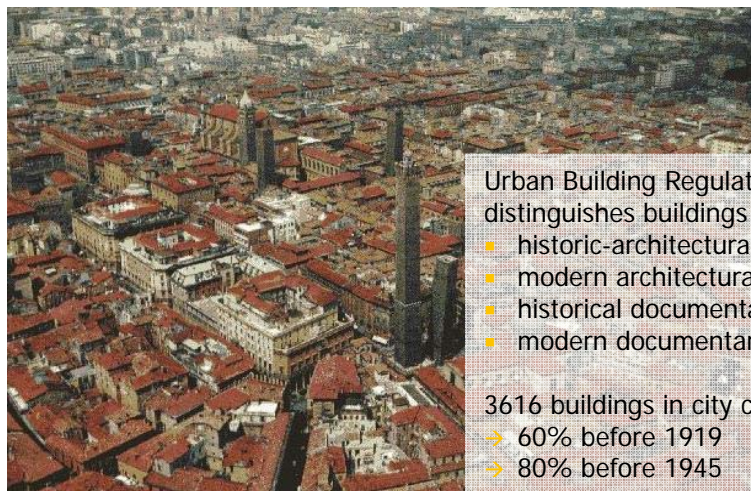 Urban Building Regulat
distinguishes buildings
historic-architectura
modern architectura
historical documenta
modern documentar
3616 buildings in city c
→ 60% before 1919
→ 80% before 1945